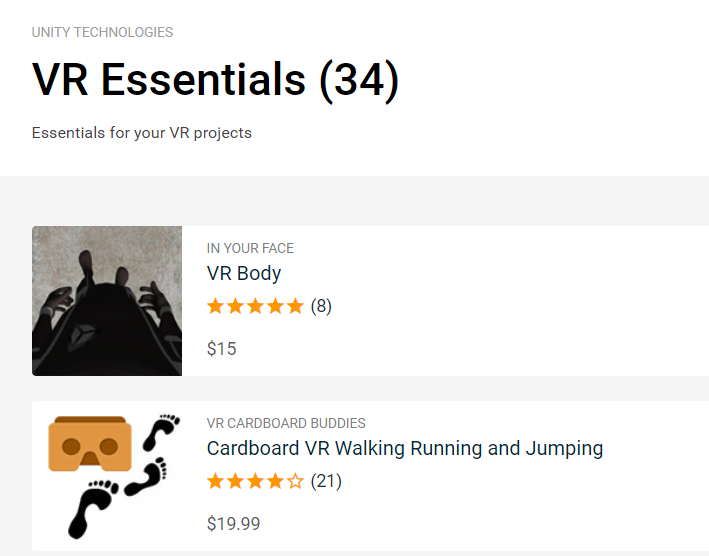 UNITY TECHNOLOGIES
VR Essentials (34)
Essentials for your VR projects
IN YOUR FACE
VR Body
(8)
$15
VR CARDBOARD BUDDIES
Cardboard VR Walking Running and Jumping
(21)
$19.99